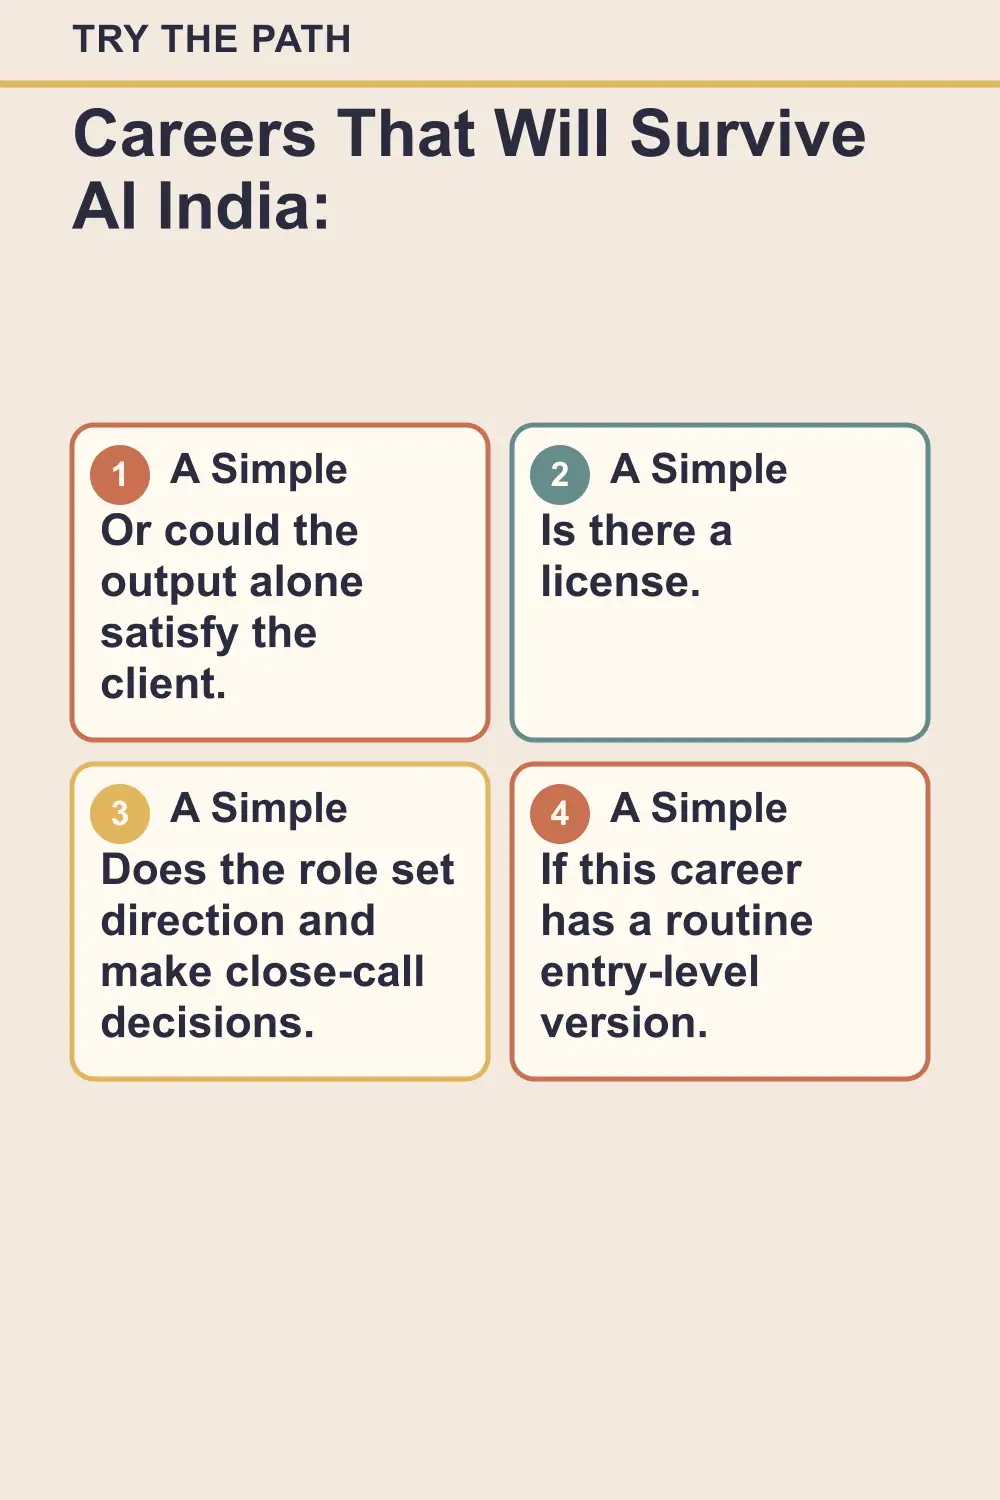 TRY THE PATH
Careers That Will Survive
AI India:
1 A Simple
Or could the
output alone
satisfy the
client.
2 A Simple
Is there a
license.
3 A Simple
Does the role set
direction and
make close-call
decisions.
4 A Simple
If this career
has a routine
entry-level
version.